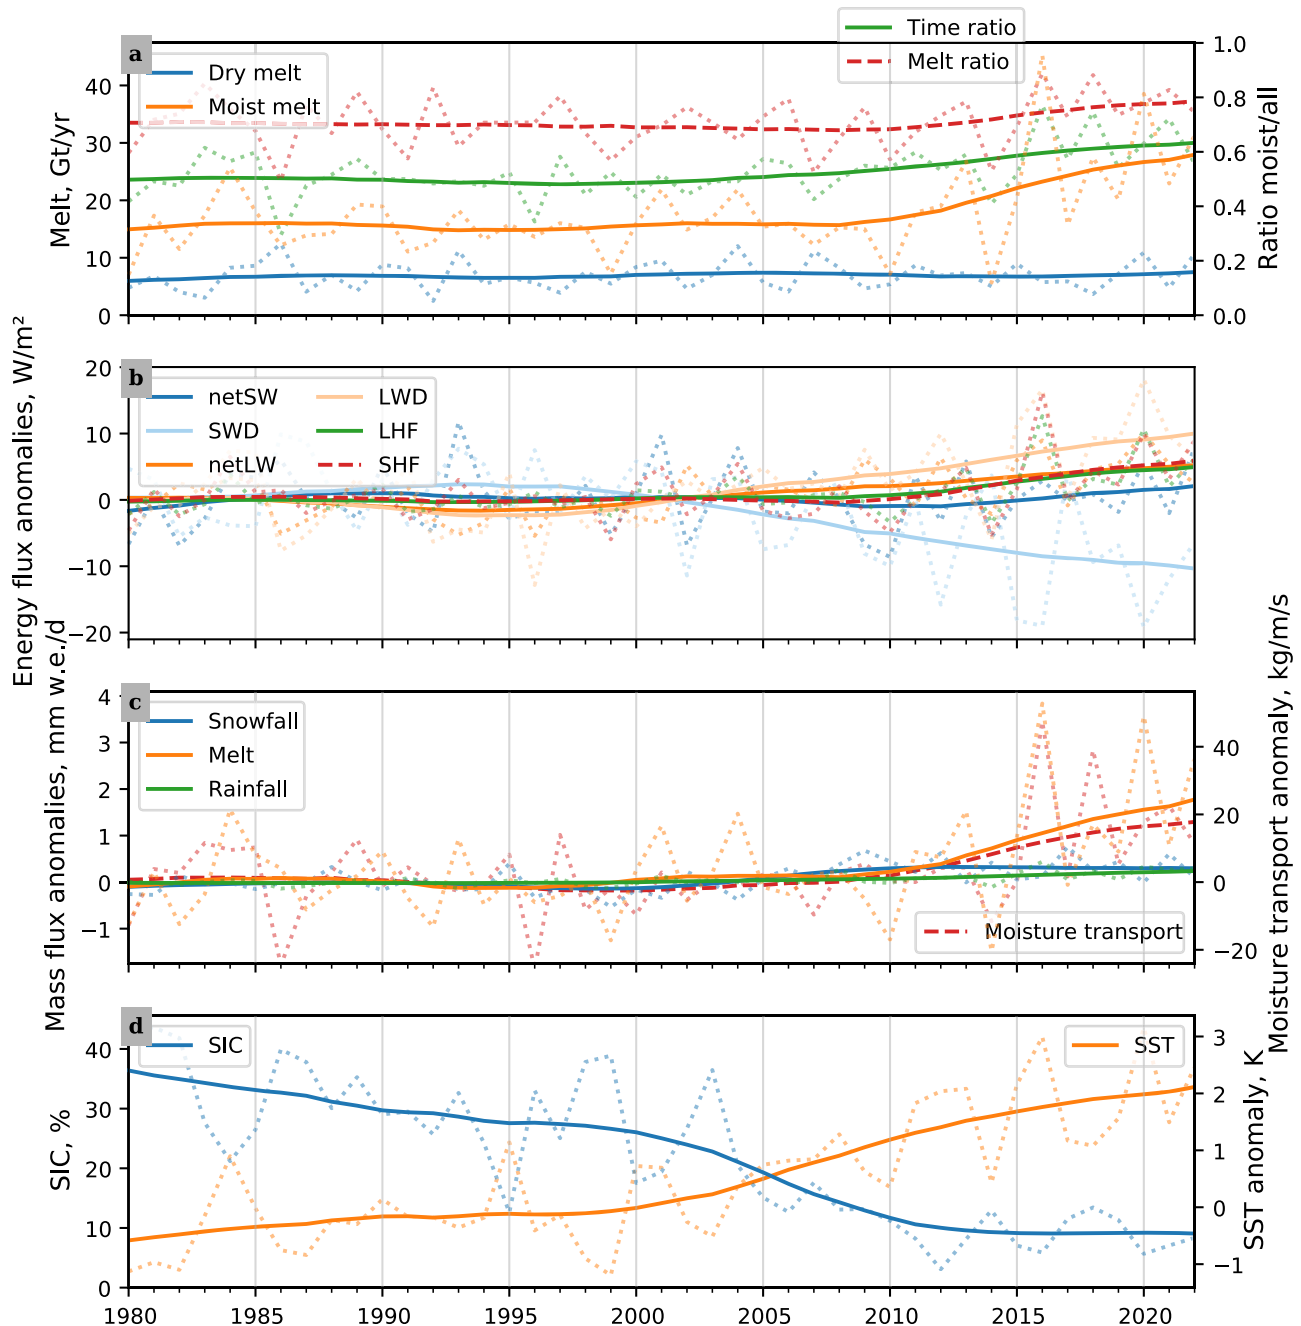 a
Dry melt
Moist melt
Time ratio
Melt ratio
Melt, Gt/yr
0
10
20
30
40
Ratio moist/all
0.0
0.2
0.4
0.6
0.8
1.0
b
netSW
SWD
netLW
LWD
LHF
SHF
Energy flux anomalies, W/m²
20
10
0
−10
−20
c
Snowfall
Melt
Rainfall
Moisture transport
Mass flux anomalies, mm w.e./d
4
3
2
1
0
−1
Moisture transport anomaly, kg/m/s
40
20
0
−20
d
SIC
SST
SIC, %
40
30
20
10
0
SST anomaly, K
3
2
1
0
−1
1980
1985
1990
1995
2000
2005
2010
2015
2020